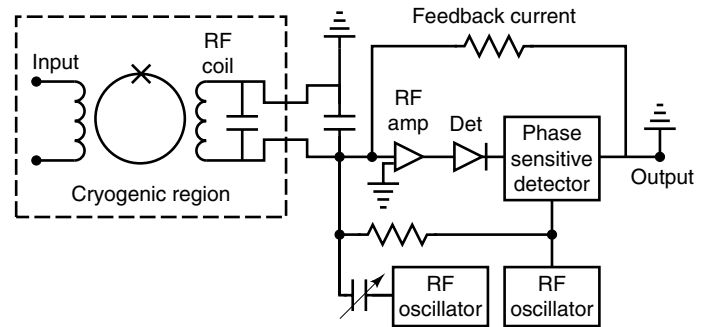 Feedback current
Input
RF
coil
RF
amp
Det
Phase
sensitive
detector
Output
Cryogenic region
RF
oscillator
RF
oscillator